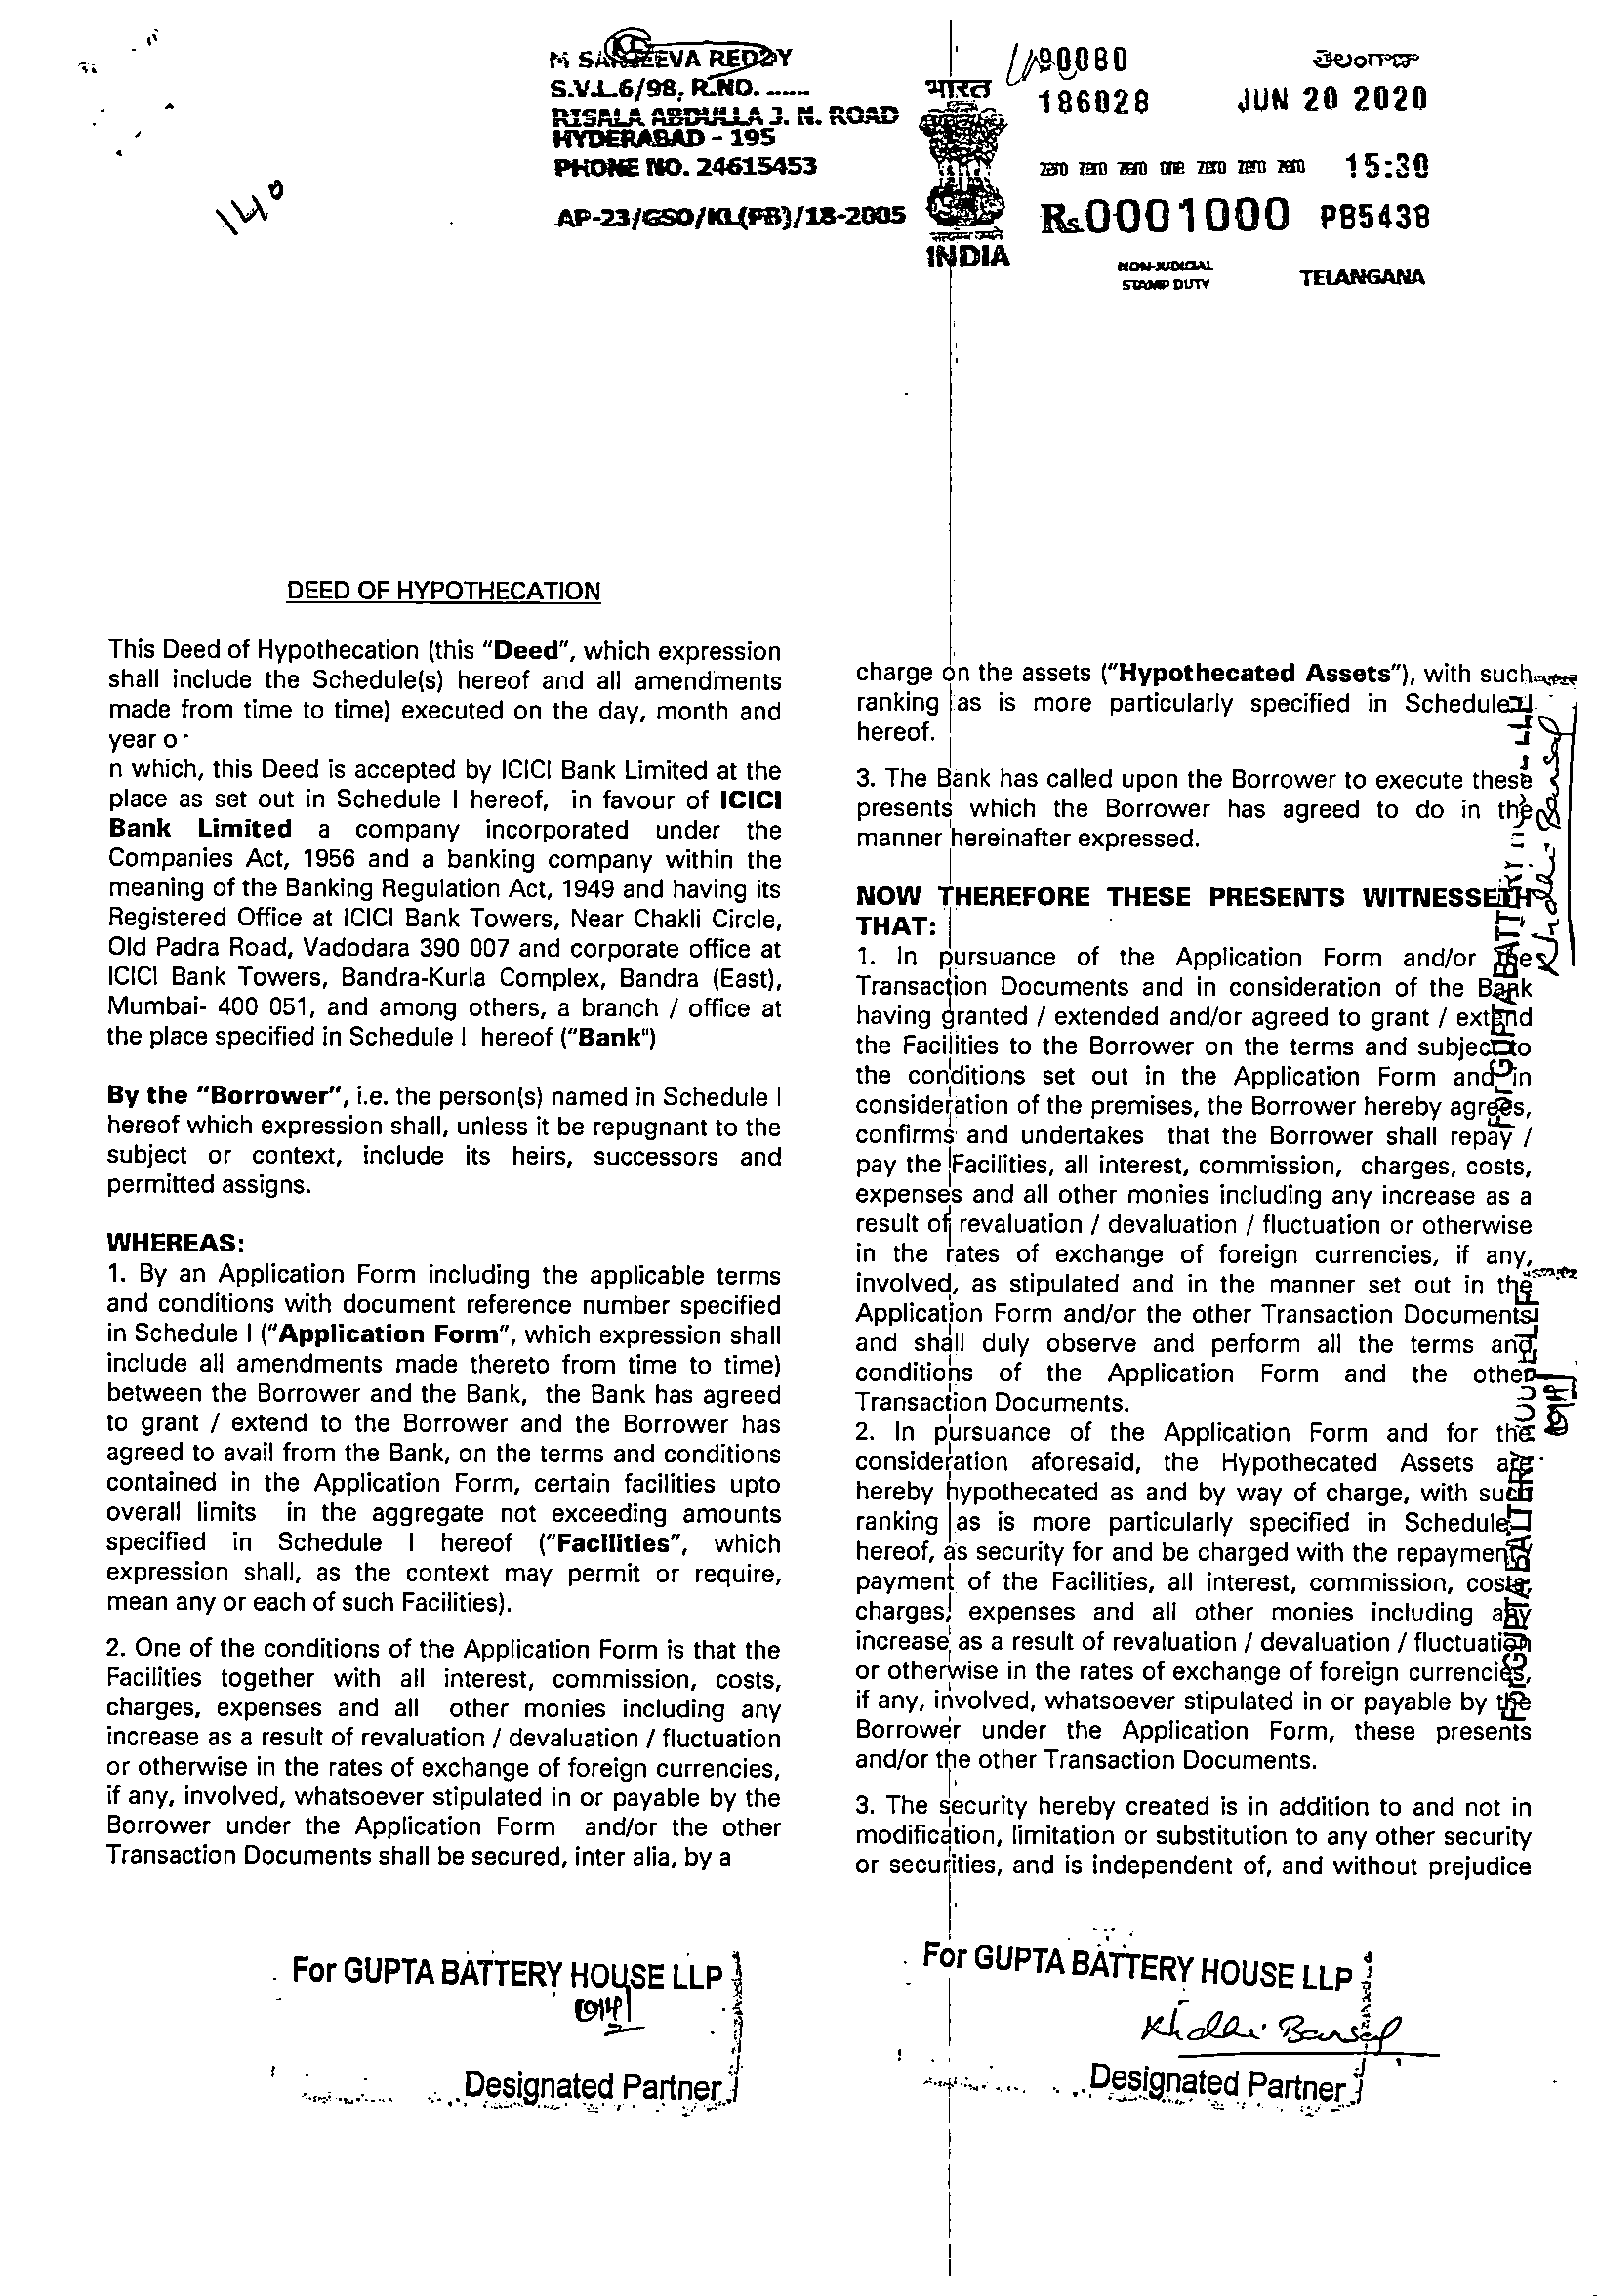 140
M SANJEEVA REDDY
S.V.L.6/98, R.NO. ......
RISALA ABDULLA J. N. ROAD
HYDERABAD - 195
PHONE NO. 24615453
AP-23/GSO/KL(PB)/18-2005
भारत
INDIA
90080
తెలంగాణ
186028 JUN 20 2020
15:30
Rs.0001000 PB5438
NON-JUDICIAL
STAMP DUTY
TELANGANA
DEED OF HYPOTHECATION
This Deed of Hypothecation (this “Deed”, which expression
shall include the Schedule(s) hereof and all amendments
made from time to time) executed on the day, month and
year o
n which, this Deed is accepted by ICICI Bank Limited at the
place as set out in Schedule I hereof, in favour of ICICI
Bank Limited a company incorporated under the
Companies Act, 1956 and a banking company within the
meaning of the Banking Regulation Act, 1949 and having its
Registered Office at ICICI Bank Towers, Near Chakli Circle,
Old Padra Road, Vadodara 390 007 and corporate office at
ICICI Bank Towers, Bandra-Kurla Complex, Bandra (East),
Mumbai- 400 051, and among others, a branch / office at
the place specified in Schedule I hereof (“Bank”)
By the “Borrower”, i.e. the person(s) named in Schedule I
hereof which expression shall, unless it be repugnant to the
subject or context, include its heirs, successors and
permitted assigns.
WHEREAS:
1. By an Application Form including the applicable terms
and conditions with document reference number specified
in Schedule I (“Application Form”, which expression shall
include all amendments made thereto from time to time)
between the Borrower and the Bank, the Bank has agreed
to grant / extend to the Borrower and the Borrower has
agreed to avail from the Bank, on the terms and conditions
contained in the Application Form, certain facilities upto
overall limits in the aggregate not exceeding amounts
specified in Schedule I hereof (“Facilities”, which
expression shall, as the context may permit or require,
mean any or each of such Facilities).
2. One of the conditions of the Application Form is that the
Facilities together with all interest, commission, costs,
charges, expenses and all other monies including any
increase as a result of revaluation / devaluation / fluctuation
or otherwise in the rates of exchange of foreign currencies,
if any, involved, whatsoever stipulated in or payable by the
Borrower under the Application Form and/or the other
Transaction Documents shall be secured, inter alia, by a
charge on the assets (“Hypothecated Assets”), with such
ranking as is more particularly specified in Schedule I
hereof.
3. The Bank has called upon the Borrower to execute these
presents which the Borrower has agreed to do in the
manner hereinafter expressed.
NOW THEREFORE THESE PRESENTS WITNESSETH
THAT:
1. In pursuance of the Application Form and/or the
Transaction Documents and in consideration of the Bank
having granted / extended and/or agreed to grant / extend
the Facilities to the Borrower on the terms and subject to
the conditions set out in the Application Form and in
consideration of the premises, the Borrower hereby agrees,
confirms and undertakes that the Borrower shall repay /
pay the Facilities, all interest, commission, charges, costs,
expenses and all other monies including any increase as a
result of revaluation / devaluation / fluctuation or otherwise
in the rates of exchange of foreign currencies, if any,
involved, as stipulated and in the manner set out in the
Application Form and/or the other Transaction Documents
and shall duly observe and perform all the terms and
conditions of the Application Form and the other
Transaction Documents.
2. In pursuance of the Application Form and for the
consideration aforesaid, the Hypothecated Assets are
hereby hypothecated as and by way of charge, with such
ranking as is more particularly specified in Schedule I
hereof, as security for and be charged with the repayment/
payment of the Facilities, all interest, commission, costs,
charges, expenses and all other monies including any
increase as a result of revaluation / devaluation / fluctuation
or otherwise in the rates of exchange of foreign currencies,
if any, involved, whatsoever stipulated in or payable by the
Borrower under the Application Form, these presents
and/or the other Transaction Documents.
3. The security hereby created is in addition to and not in
modification, limitation or substitution to any other security
or securities, and is independent of, and without prejudice
For GUPTA BATTERY
For GUPTA BATTERY
For GUPTA BATTERY HOUSE LLP
Designated Partner
For GUPTA BATTERY HOUSE LLP
Designated Partner